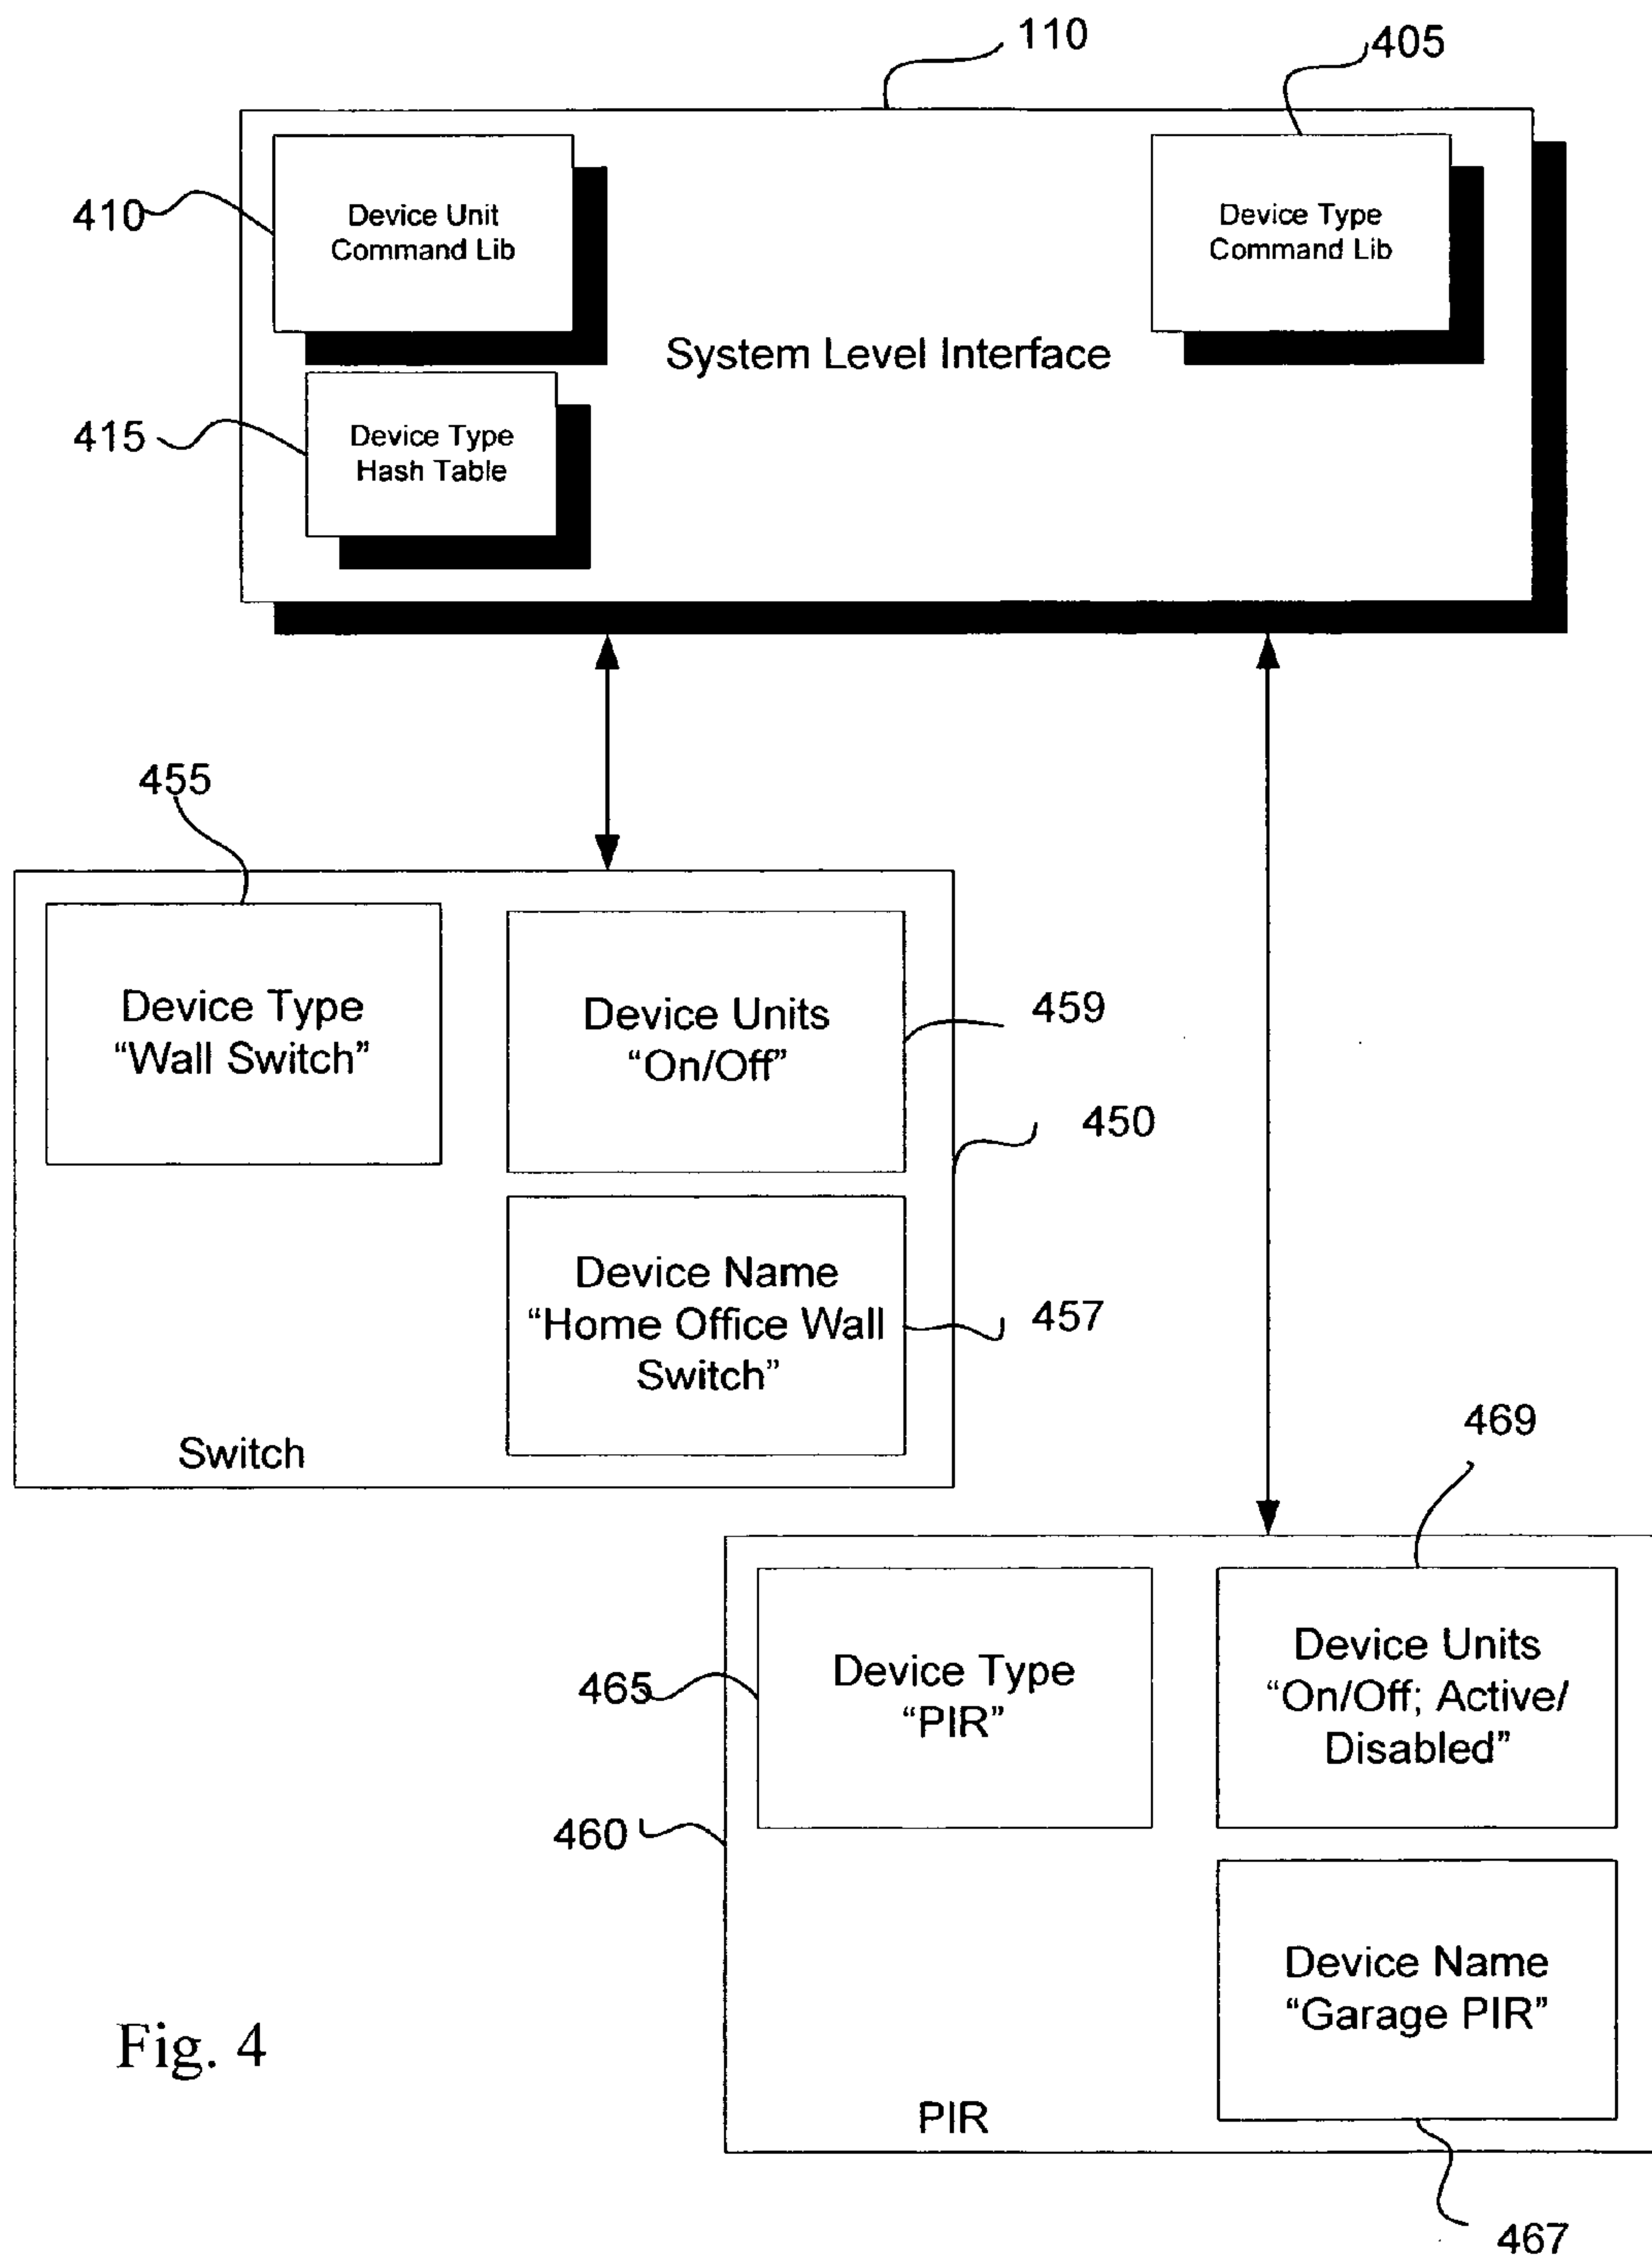 110
405
410
Device Unit
Command Lib
Device Type
Command Lib
System Level Interface
415
Device Type
Hash Table
455
Device Type
“Wall Switch”
Device Units
“On/Off”
459
450
Device Name
“Home Office Wall
Switch”
457
Switch
469
465
Device Type
“PIR”
Device Units
“On/Off; Active/
Disabled”
460
Device Name
“Garage PIR”
PIR
467
Fig. 4